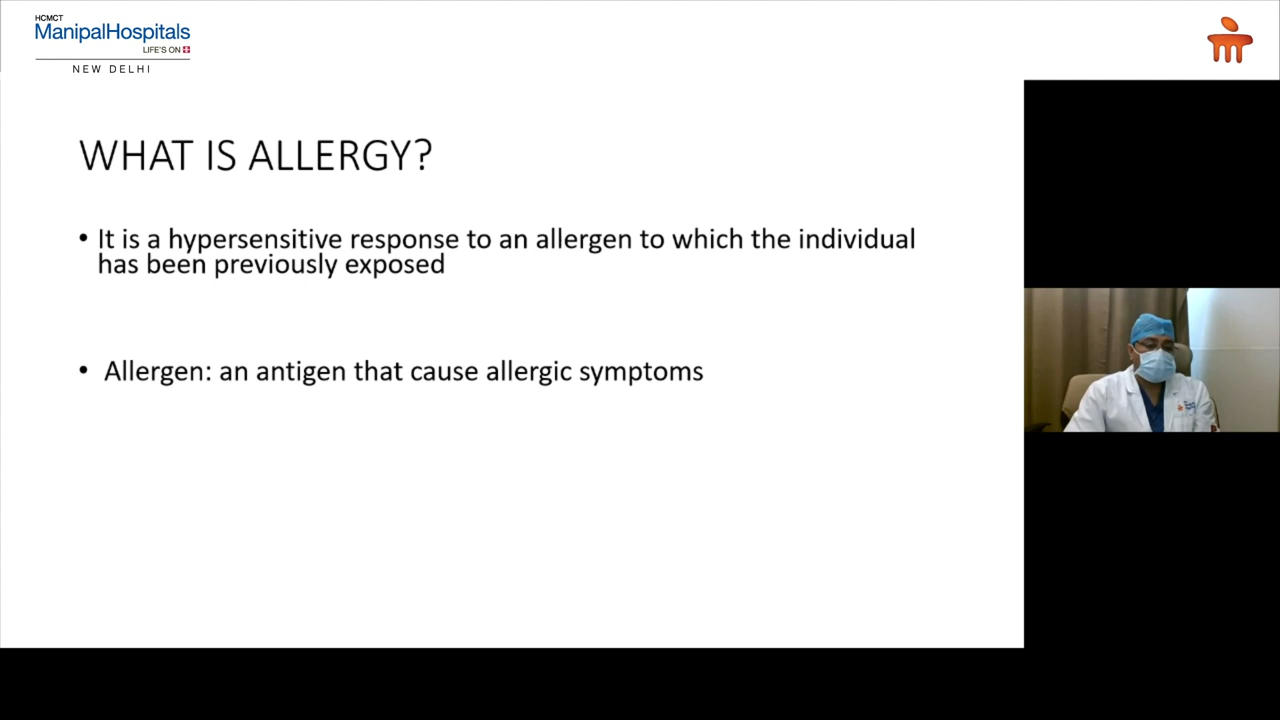 HCMCT
ManipalHospitals
LIFE'S ON
NEW DELHI
WHAT IS ALLERGY?
• It is a hypersensitive response to an allergen to which the individual
has been previously exposed
• Allergen: an antigen that cause allergic symptoms